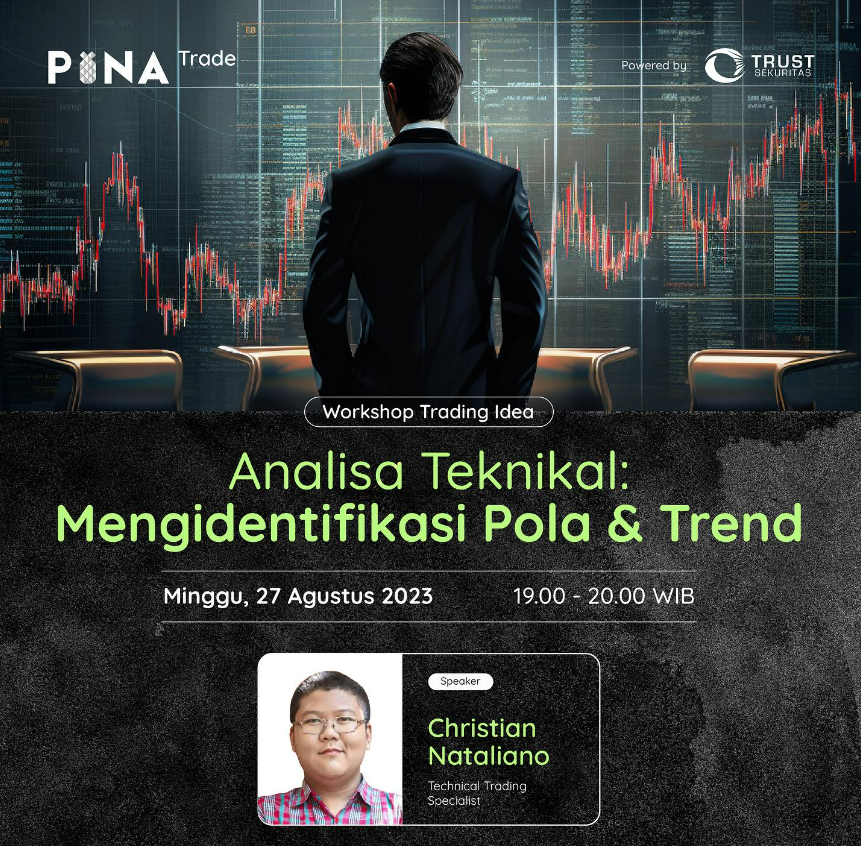 PINA Trade
Powered by TRUST
SEKURITAS
Workshop Trading Idea
Analisa Teknikal:
Mengidentifikasi Pola & Trend
Minggu, 27 Agustus 2023 19.00 - 20.00 WIB
Speaker
Christian
Nataliano
Technical Trading
Specialist